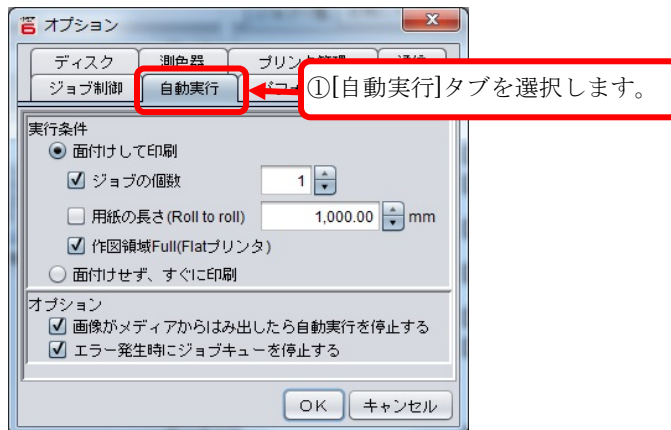 オプション
ディスク 測色器
ジョブ制御 自動実行
①[自動実行]タブを選択します。
実行条件
面付けして印刷
ジョブの個数 1
用紙の長さ(Roll to roll) 1,000.00 mm
作図領域Full(Flatプリンタ)
面付けせず、すぐに印刷
オプション
画像がメディアからはみ出したら自動実行を停止する
エラー発生時にジョブキューを停止する
OK キャンセル